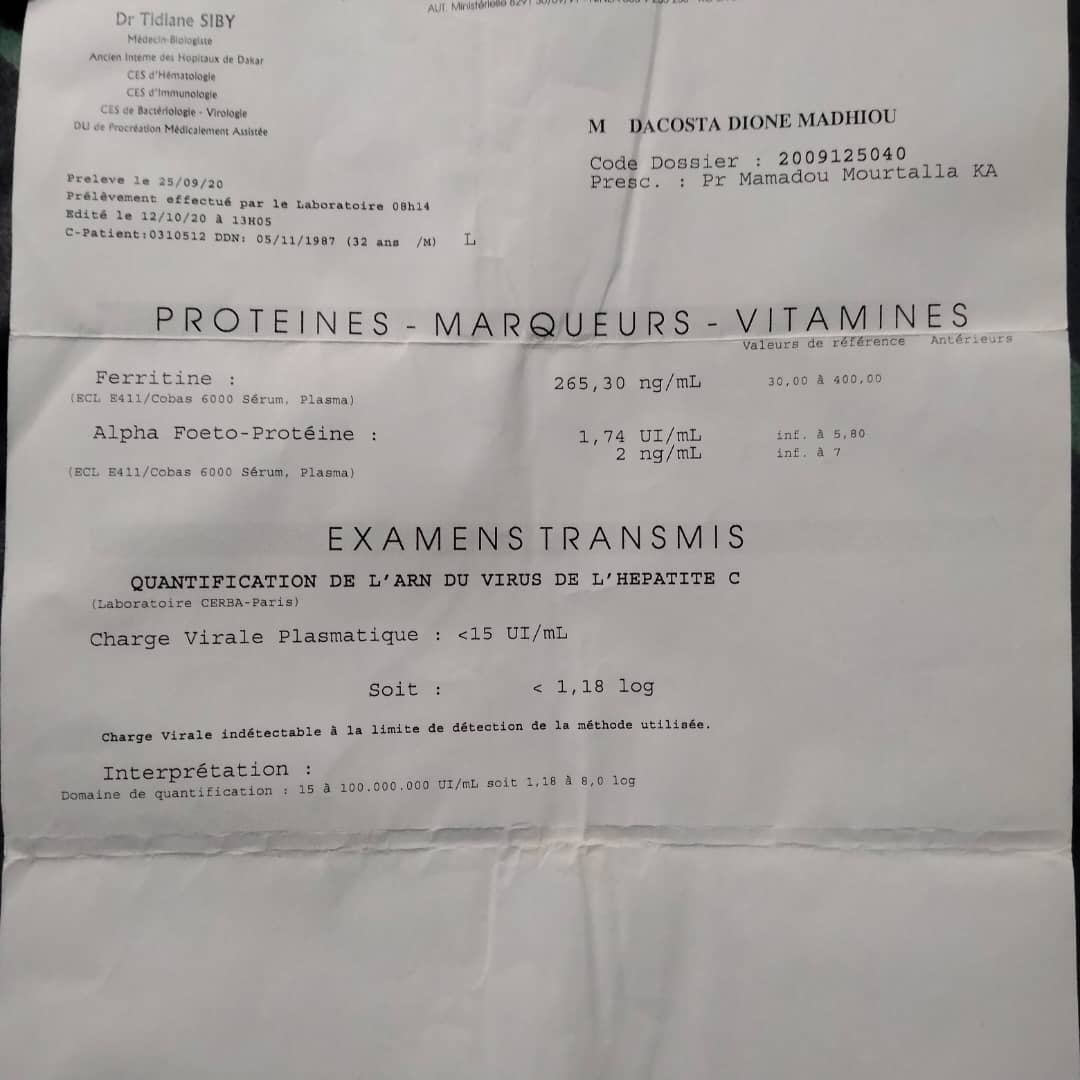 AUT. Ministérielle 8291
Dr Tidiane SIBY
Médecin-Biologiste
Ancien Interne des Hopitaux de Dakar
CES d'Hématologie
CES d'Immunologie
CES de Bactériologie - Virologie
DU de Procréation Médicalement Assistée
M DACOSTA DIONE MADHIOU
Code Dossier : 2009125040
Presc. : Pr Mamadou Mourtalla KA
Preleve le 25/09/20
Prélèvement effectué par le Laboratoire 08h14
Edité le 12/10/20 à 13H05
C-Patient:0310512 DDN: 05/11/1987 (32 ans /M) L
PROTEINES - MARQUEURS - VITAMINES
Valeurs de référence Antérieurs
Ferritine : 265,30 ng/mL 30,00 à 400,00
(ECL E411/Cobas 6000 Sérum, Plasma)
Alpha Foeto-Protéine : 1,74 UI/mL inf. à 5,80
2 ng/mL inf. à 7
(ECL E411/Cobas 6000 Sérum, Plasma)
EXAMENS TRANSMIS
QUANTIFICATION DE L'ARN DU VIRUS DE L'HEPATITE C
(Laboratoire CERBA-Paris)
Charge Virale Plasmatique : <15 UI/mL
Soit : < 1,18 log
Charge Virale indétectable à la limite de détection de la méthode utilisée.
Interprétation :
Domaine de quantification : 15 à 100.000.000 UI/mL soit 1,18 à 8,0 log